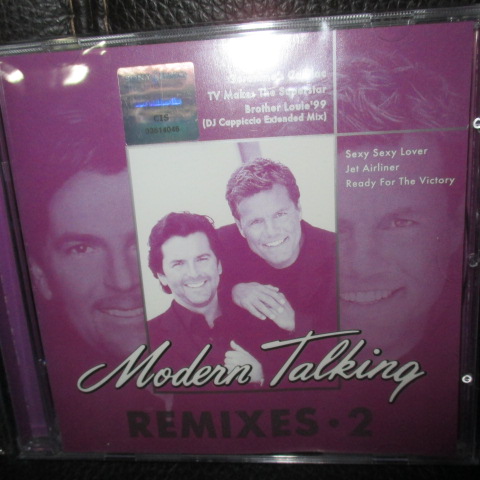 TV Makes The Superstar
Brother Louie'99
(DJ Cappiccio Extended Mix)
Sexy Sexy Lover
Jet Airliner
Ready For The Victory
Modern Talking
REMIXES · 2